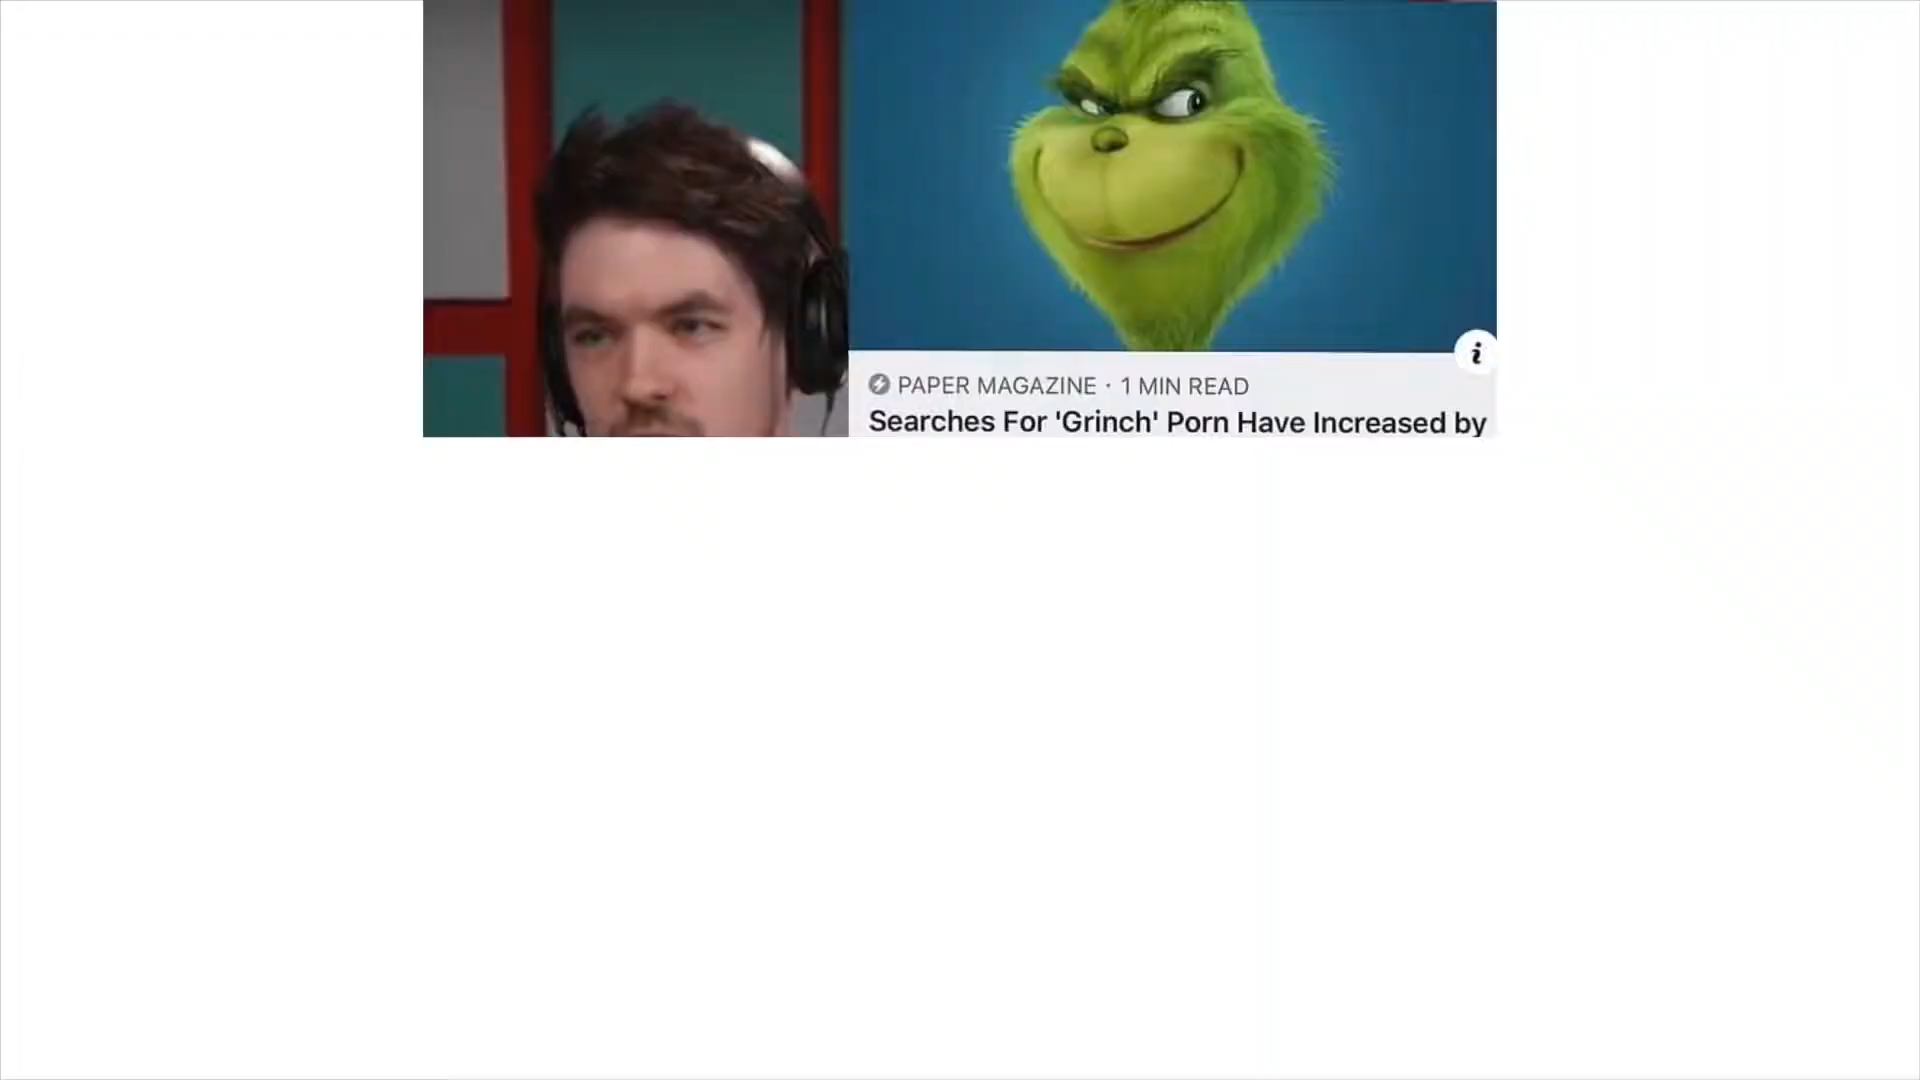 PAPER MAGAZINE · 1 MIN READ
Searches For 'Grinch' Porn Have Increased by